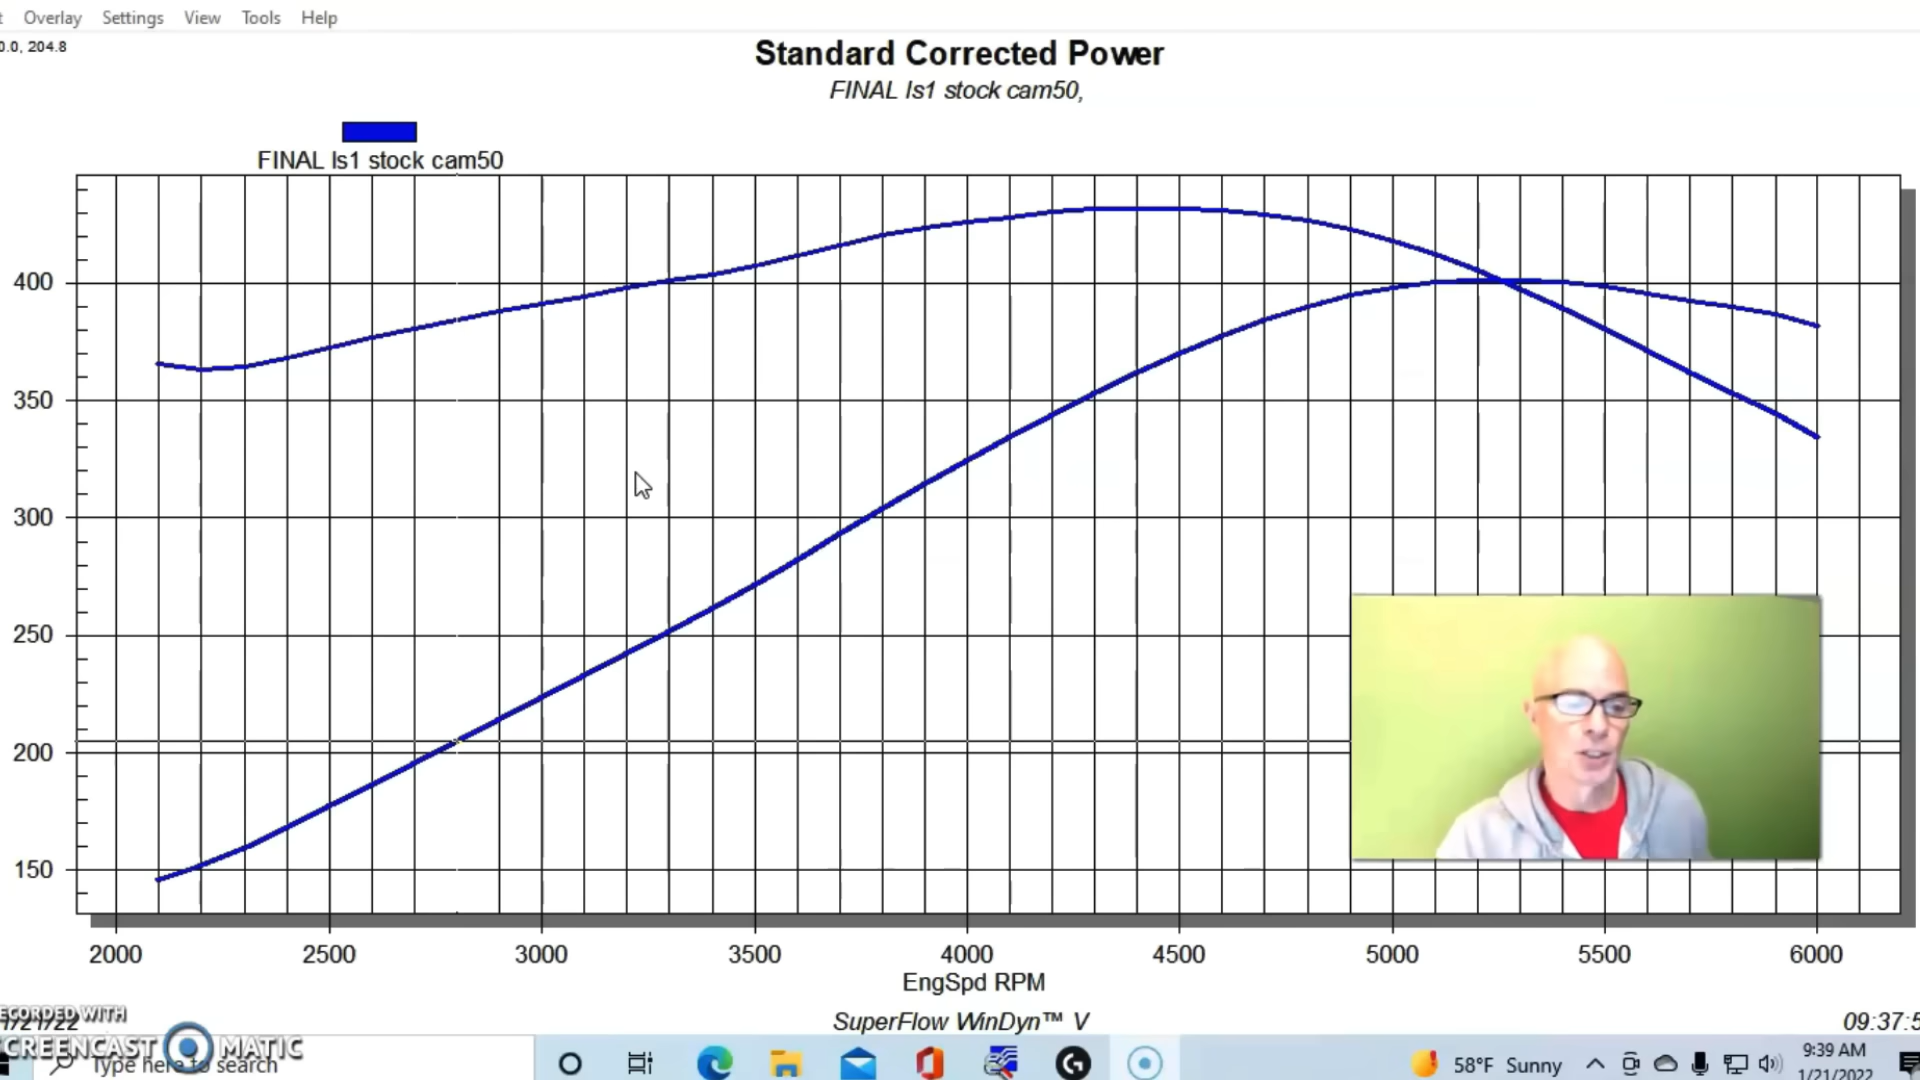 Overlay Settings View Tools Help
0.0, 204.8
Standard Corrected Power
FINAL ls1 stock cam50,
FINAL ls1 stock cam50
400
350
300
250
200
150
2000 2500 3000 3500 4000 4500 5000 5500 6000
EngSpd RPM
SuperFlow WinDyn™ V
09:37:5
ECORDED WITH
CREENCAST MATIC
Type here to search
58°F Sunny
9:39 AM
1/21/2022